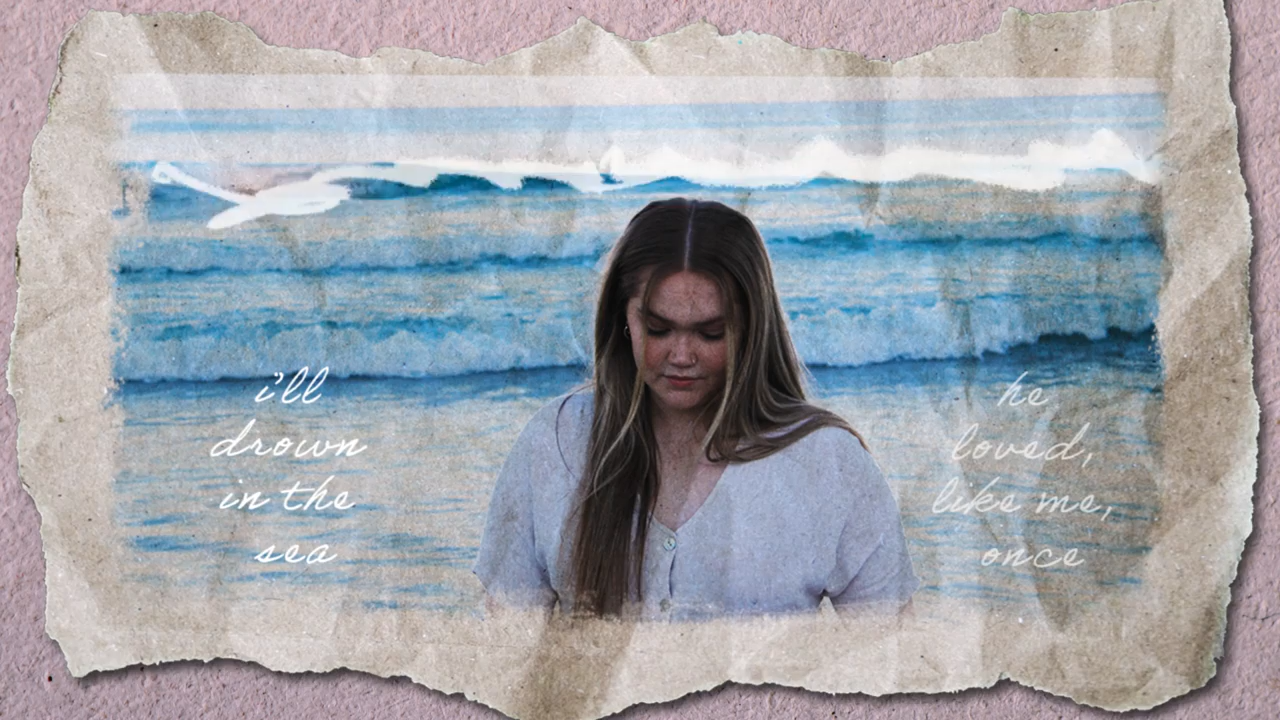 i'll
drown
in the
sea
he
loved,
like me,
once